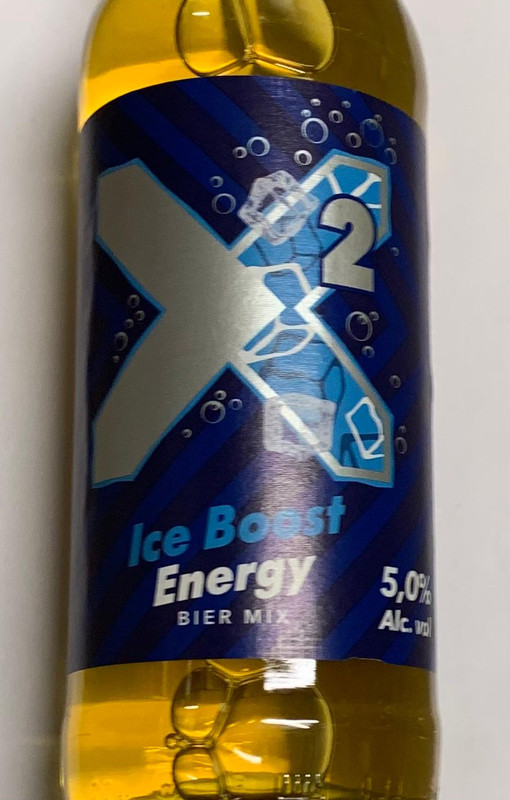 X²
Ice Boost
Energy
BIER MIX
5,0%
Alc. vol